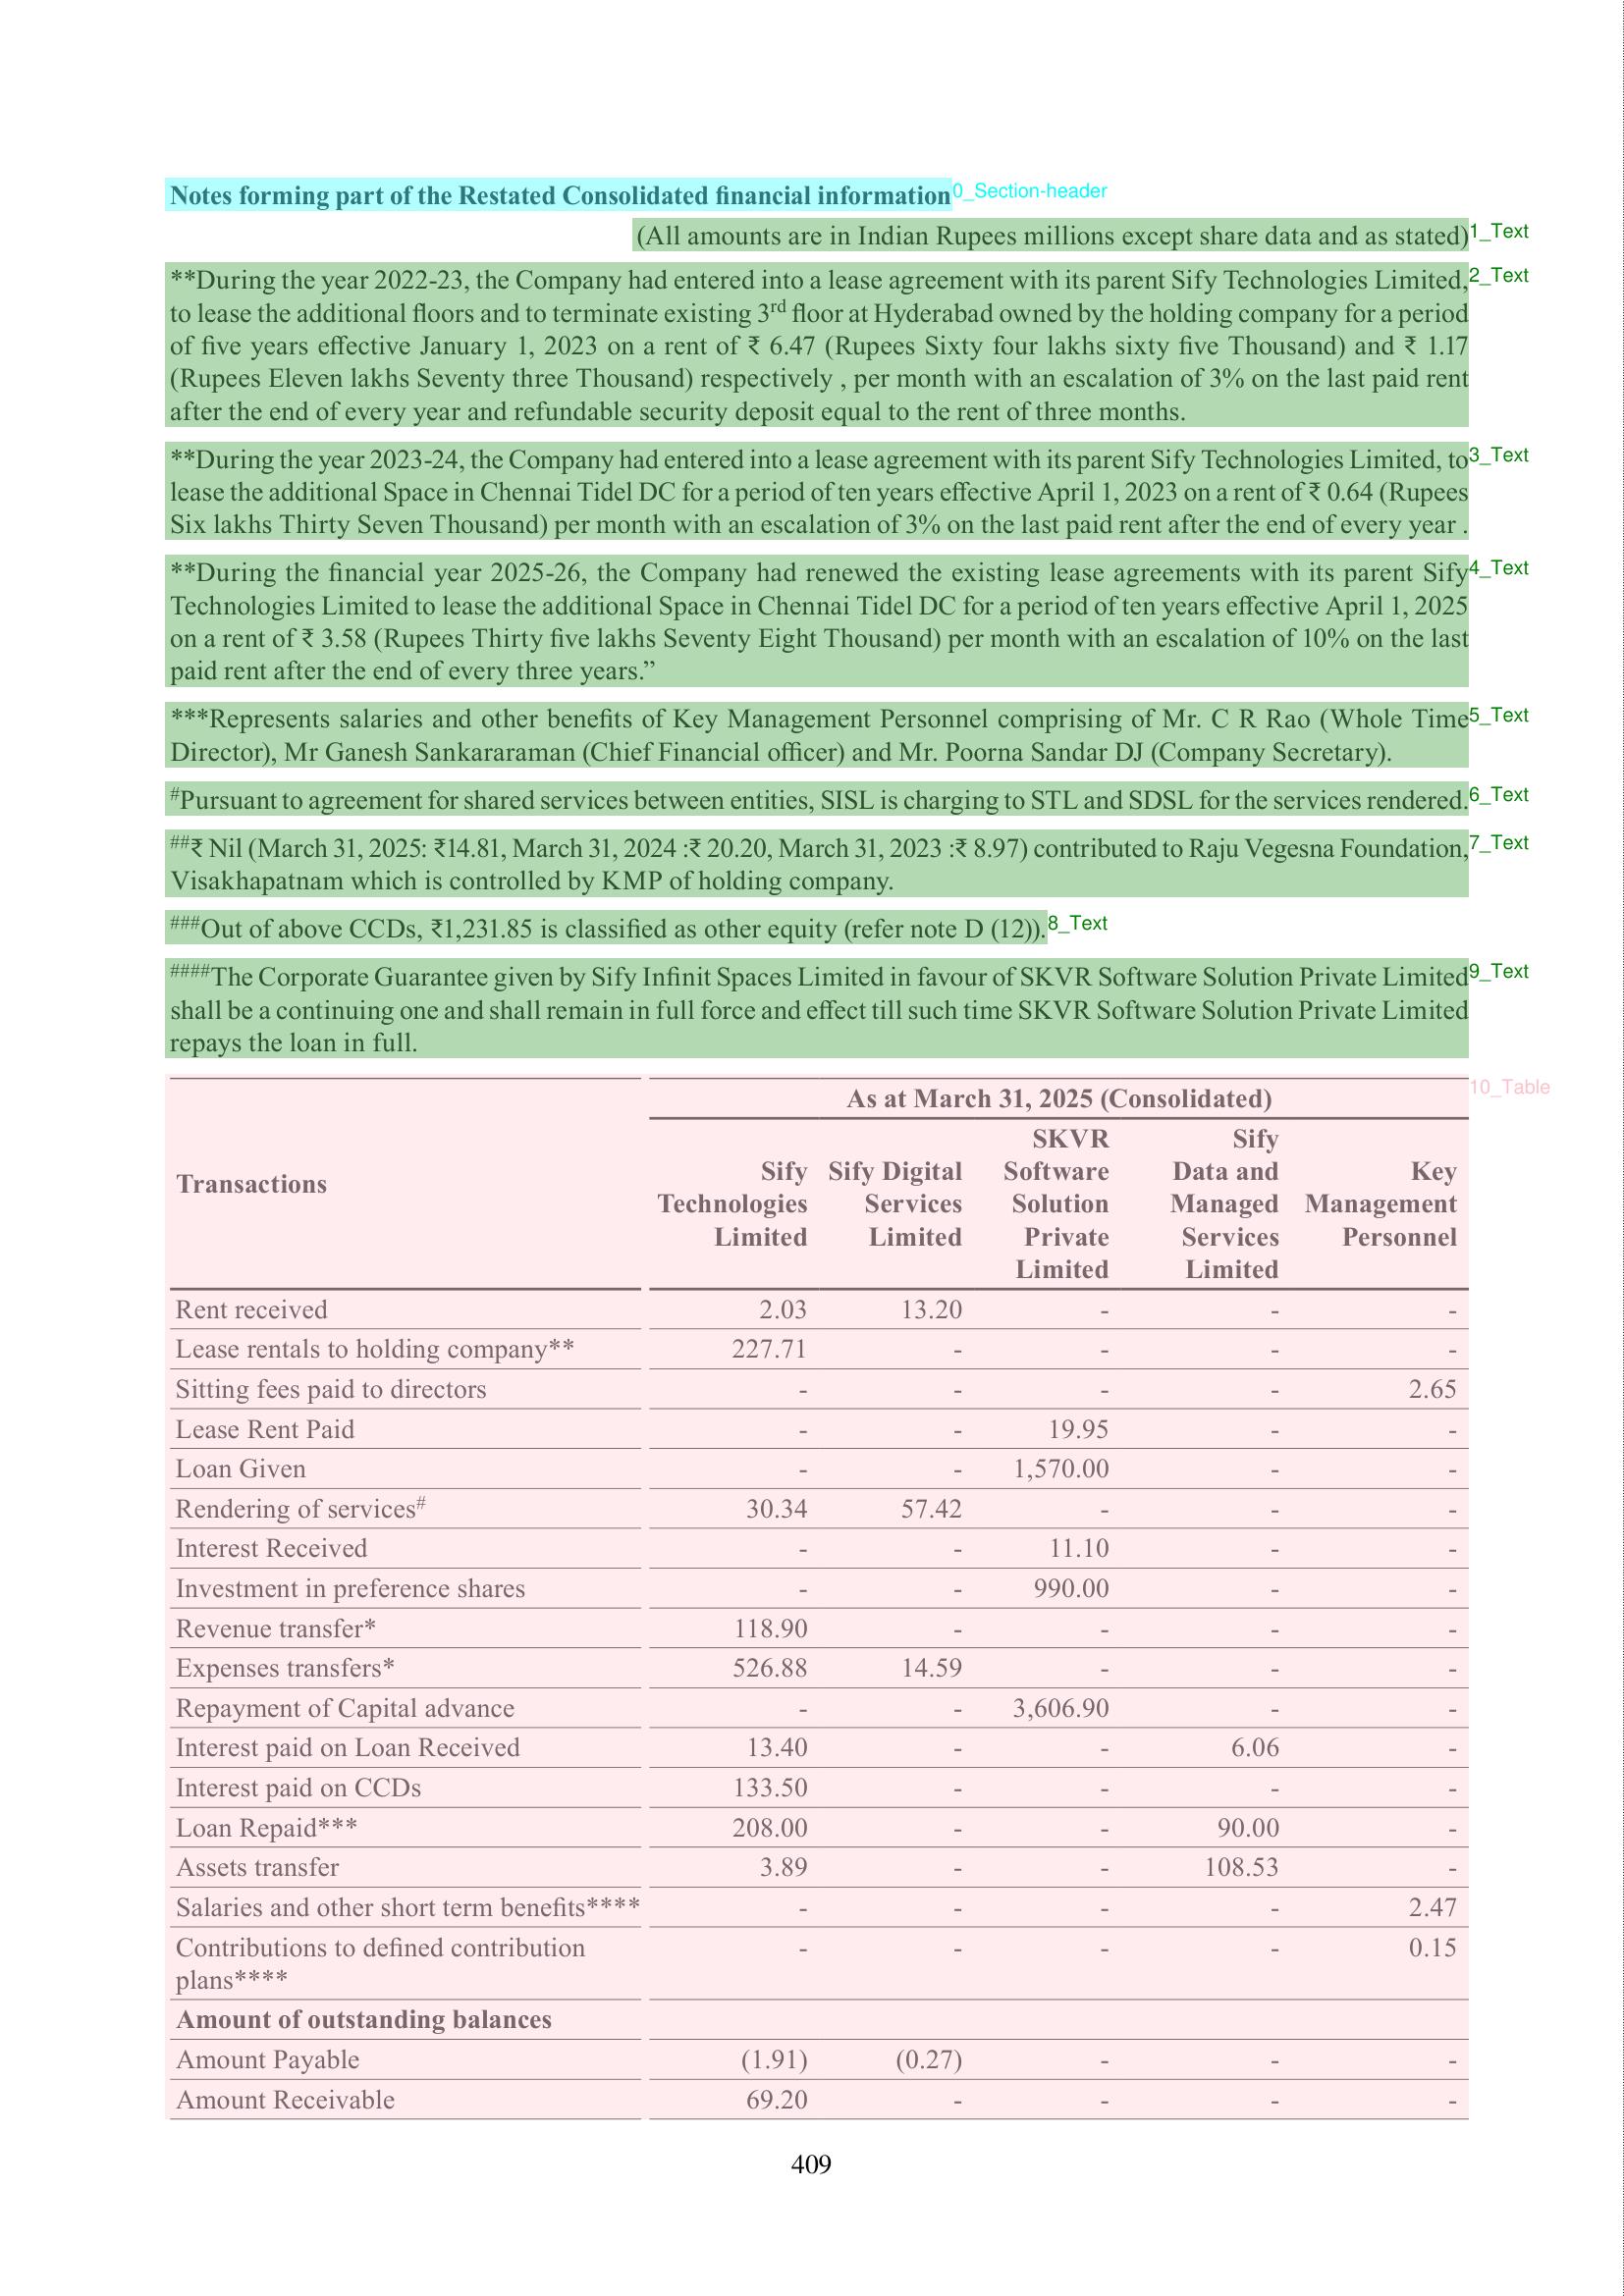 Notes forming part of the Restated Consolidated financial information
0_Section-header
(All amounts are in Indian Rupees millions except share data and as stated)
1_Text
**During the year 2022-23, the Company had entered into a lease agreement with its parent Sify Technologies Limited,
2_Text
to lease the additional floors and to terminate existing 3rd floor at Hyderabad owned by the holding company for a period
of five years effective January 1, 2023 on a rent of ₹ 6.47 (Rupees Sixty four lakhs sixty five Thousand) and ₹ 1.17
(Rupees Eleven lakhs Seventy three Thousand) respectively , per month with an escalation of 3% on the last paid rent
after the end of every year and refundable security deposit equal to the rent of three months.
**During the year 2023-24, the Company had entered into a lease agreement with its parent Sify Technologies Limited, to
3_Text
lease the additional Space in Chennai Tidel DC for a period of ten years effective April 1, 2023 on a rent of ₹ 0.64 (Rupees
Six lakhs Thirty Seven Thousand) per month with an escalation of 3% on the last paid rent after the end of every year .
**During the financial year 2025-26, the Company had renewed the existing lease agreements with its parent Sify
4_Text
Technologies Limited to lease the additional Space in Chennai Tidel DC for a period of ten years effective April 1, 2025
on a rent of ₹ 3.58 (Rupees Thirty five lakhs Seventy Eight Thousand) per month with an escalation of 10% on the last
paid rent after the end of every three years.”
***Represents salaries and other benefits of Key Management Personnel comprising of Mr. C R Rao (Whole Time
5_Text
Director), Mr Ganesh Sankararaman (Chief Financial officer) and Mr. Poorna Sandar DJ (Company Secretary).
#Pursuant to agreement for shared services between entities, SISL is charging to STL and SDSL for the services rendered.
6_Text
##₹ Nil (March 31, 2025: ₹14.81, March 31, 2024 :₹ 20.20, March 31, 2023 :₹ 8.97) contributed to Raju Vegesna Foundation,
7_Text
Visakhapatnam which is controlled by KMP of holding company.
###Out of above CCDs, ₹1,231.85 is classified as other equity (refer note D (12)).
8_Text
####The Corporate Guarantee given by Sify Infinit Spaces Limited in favour of SKVR Software Solution Private Limited
9_Text
shall be a continuing one and shall remain in full force and effect till such time SKVR Software Solution Private Limited
repays the loan in full.
10_Table
As at March 31, 2025 (Consolidated)
Transactions
Sify Technologies Limited
Sify Digital Services Limited
SKVR Software Solution Private Limited
Sify Data and Managed Services Limited
Key Management Personnel
Rent received 2.03 13.20 - - -
Lease rentals to holding company** 227.71 - - - -
Sitting fees paid to directors - - - - 2.65
Lease Rent Paid - - 19.95 - -
Loan Given - - 1,570.00 - -
Rendering of services# 30.34 57.42 - - -
Interest Received - - 11.10 - -
Investment in preference shares - - 990.00 - -
Revenue transfer* 118.90 - - - -
Expenses transfers* 526.88 14.59 - - -
Repayment of Capital advance - - 3,606.90 - -
Interest paid on Loan Received 13.40 - - 6.06 -
Interest paid on CCDs 133.50 - - - -
Loan Repaid*** 208.00 - - 90.00 -
Assets transfer 3.89 - - 108.53 -
Salaries and other short term benefits**** - - - - 2.47
Contributions to defined contribution - - - - 0.15
plans****
Amount of outstanding balances
Amount Payable (1.91) (0.27) - - -
Amount Receivable 69.20 - - - -
409